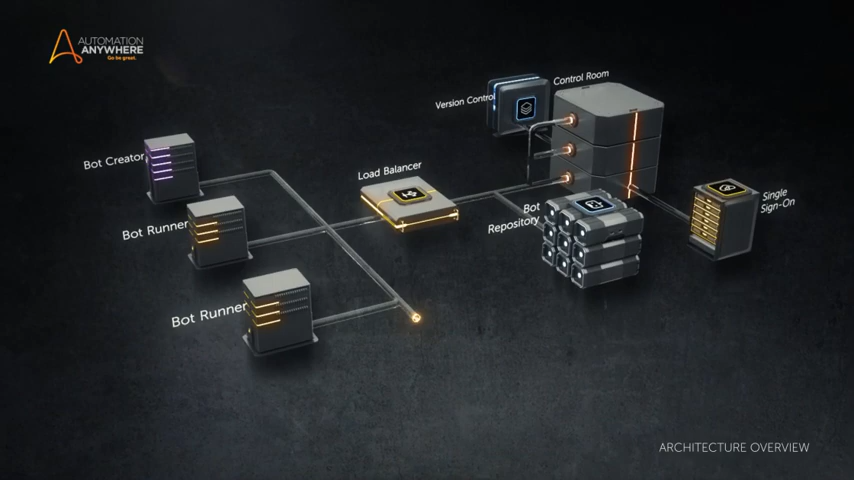 AUTOMATION
ANYWHERE
Go be great.
Control Room
Version Control
Bot Creator
Load Balancer
Single
Sign-On
Bot
Repository
Bot Runner
Bot Runner
ARCHITECTURE OVERVIEW